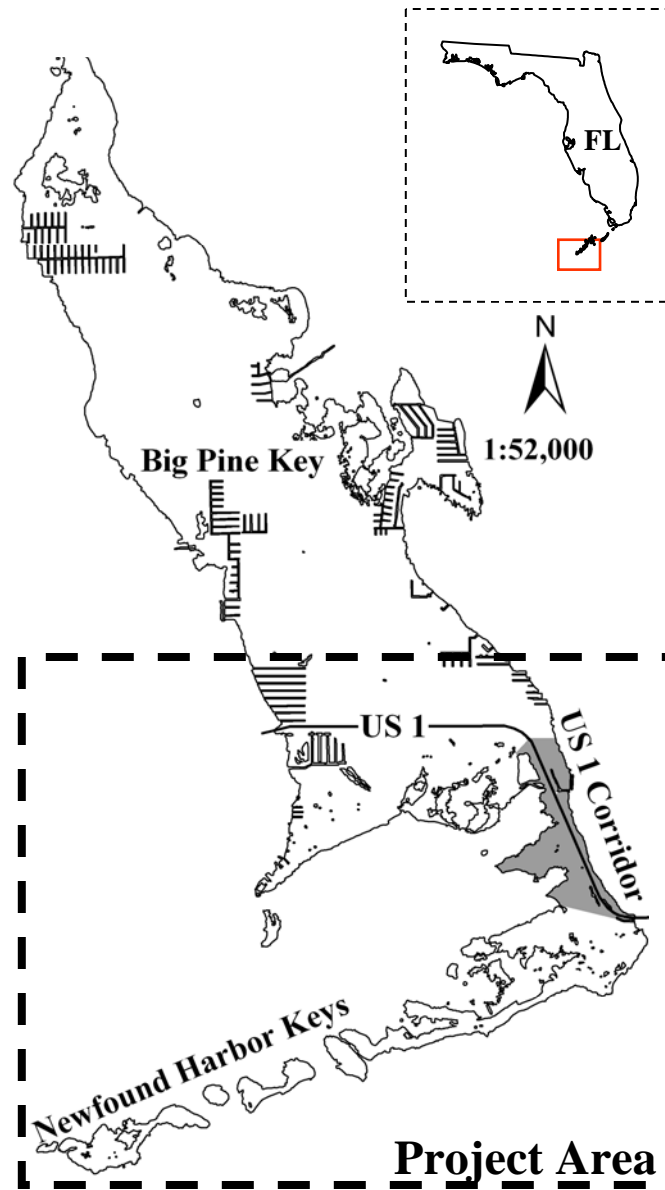 FL
N
1:52,000
Big Pine Key
US 1
US 1 Corridor
Newfound Harbor Keys
Project Area